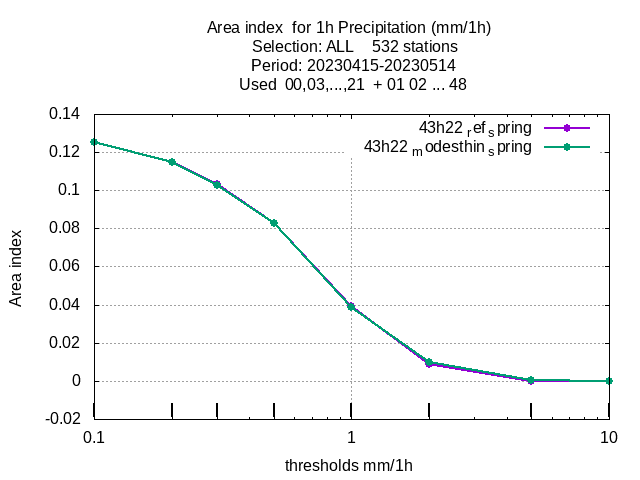 Area index  for 1h Precipitation (mm/1h)
Selection: ALL    532 stations
Period: 20230415-20230514
Used  00,03,...,21  + 01 02 ... 48
0.14
43h22 ref spring
0.12
43h22 modesthin spring
0.1
0.08
0.06
0.04
0.02
0
-0.02
Area index
0.1
1
10
thresholds mm/1h